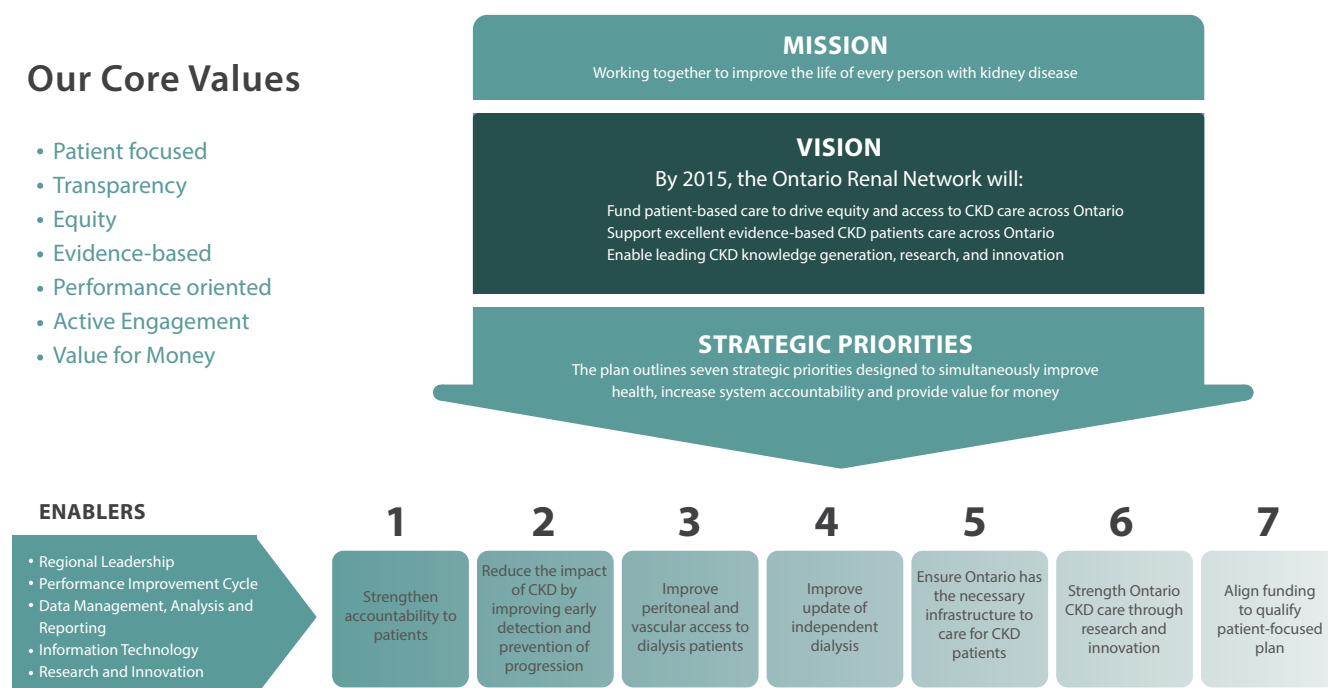 Our Core Values
• Patient focused
• Transparency
• Equity
• Evidence-based
• Performance oriented
• Active Engagement
• Value for Money
MISSION
Working together to improve the life of every person with kidney disease
VISION
By 2015, the Ontario Renal Network will:
Fund patient-based care to drive equity and access to CKD care across Ontario
Support excellent evidence-based CKD patients care across Ontario
Enable leading CKD knowledge generation, research, and innovation
STRATEGIC PRIORITIES
The plan outlines seven strategic priorities designed to simultaneously improve
health, increase system accountability and provide value for money
ENABLERS
• Regional Leadership
• Performance Improvement Cycle
• Data Management, Analysis and
Reporting
• Information Technology
• Research and Innovation
1
Strengthen
accountability to
patients
2
Reduce the impact
of CKD by
improving early
detection and
prevention of
progression
3
Improve
peritoneal and
vascular access to
dialysis patients
4
Improve
update of
independent
dialysis
5
Ensure Ontario has
the necessary
infrastructure to
care for CKD
patients
6
Strength Ontario
CKD care through
research and
innovation
7
Align funding
to qualify
patient-focused
plan